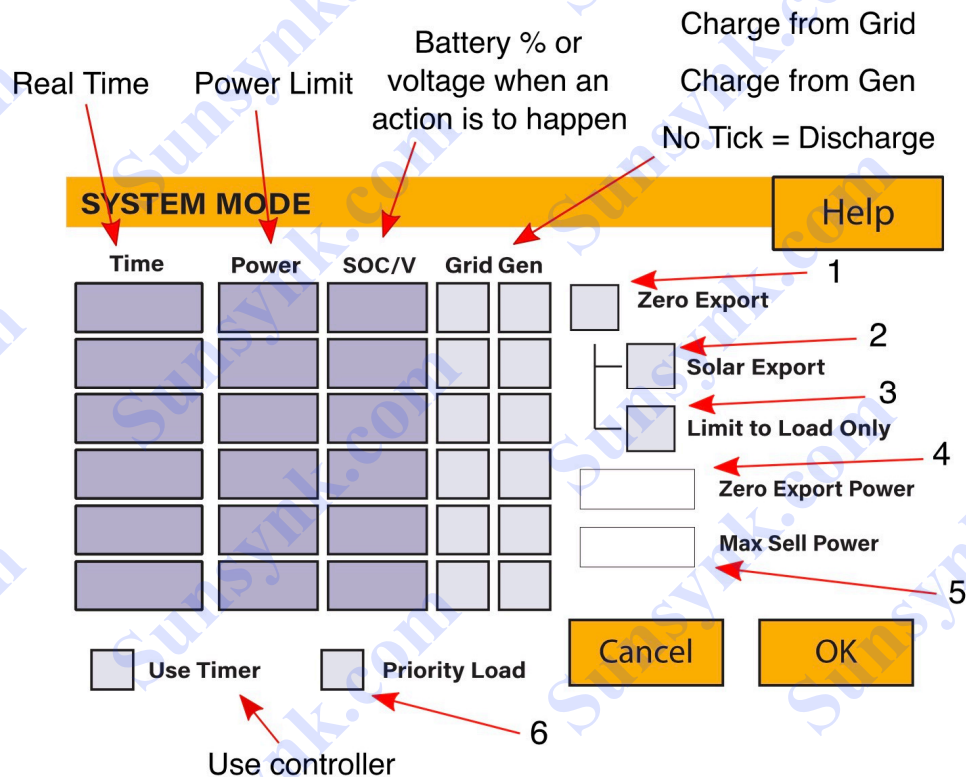 Real Time
Power Limit
Battery % or
voltage when an
action is to happen
Charge from Grid
Charge from Gen
No Tick = Discharge
SYSTEM MODE
Help
Time
Power
SOC/V
Grid Gen
Zero Export
1
Solar Export
2
Limit to Load Only
3
Zero Export Power
4
Max Sell Power
5
Use Timer
Priority Load
Cancel
OK
6
Use controller
Sunsynk.com